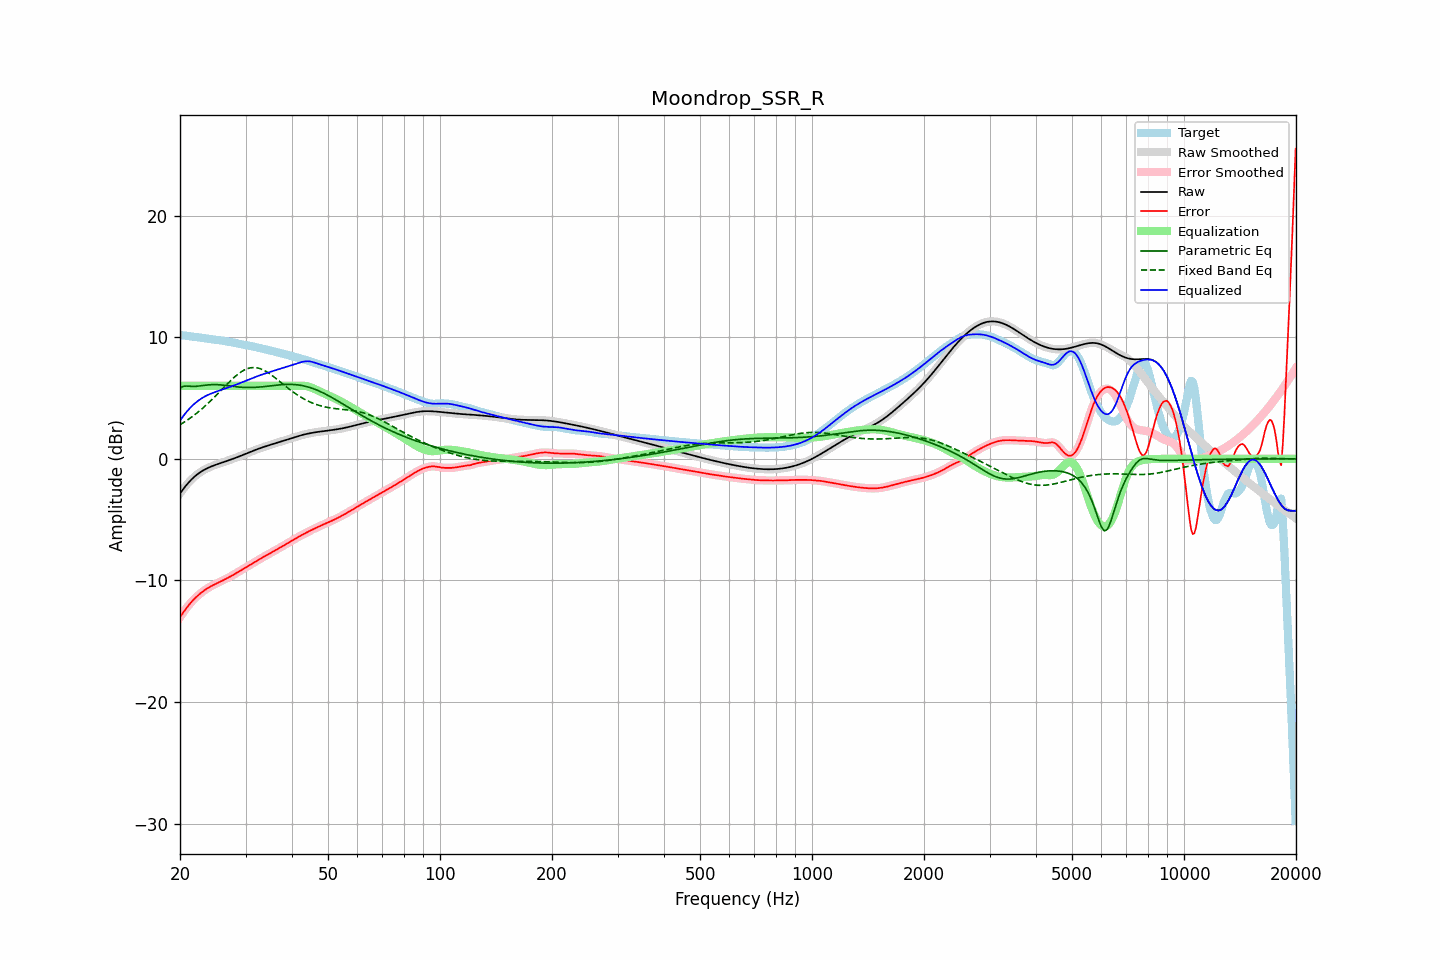 Moondrop_SSR_R
Target
Raw Smoothed
Error Smoothed
Raw
Error
Equalization
Parametric Eq
Fixed Band Eq
Equalized
20
10
0
−10
−20
−30
Amplitude (dBr)
20
50
100
200
500
1000
2000
5000
10000
20000
Frequency (Hz)